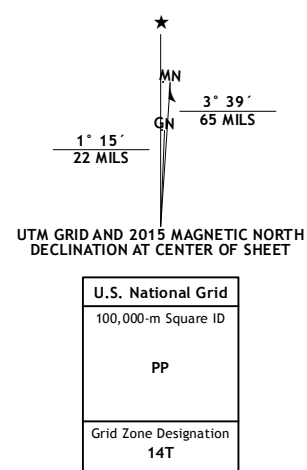 ★
MN
3° 39´
65 MILS
GN
1° 15´
22 MILS
UTM GRID AND 2015 MAGNETIC NORTH
DECLINATION AT CENTER OF SHEET
U.S. National Grid
100,000-m Square ID
PP
Grid Zone Designation
14T